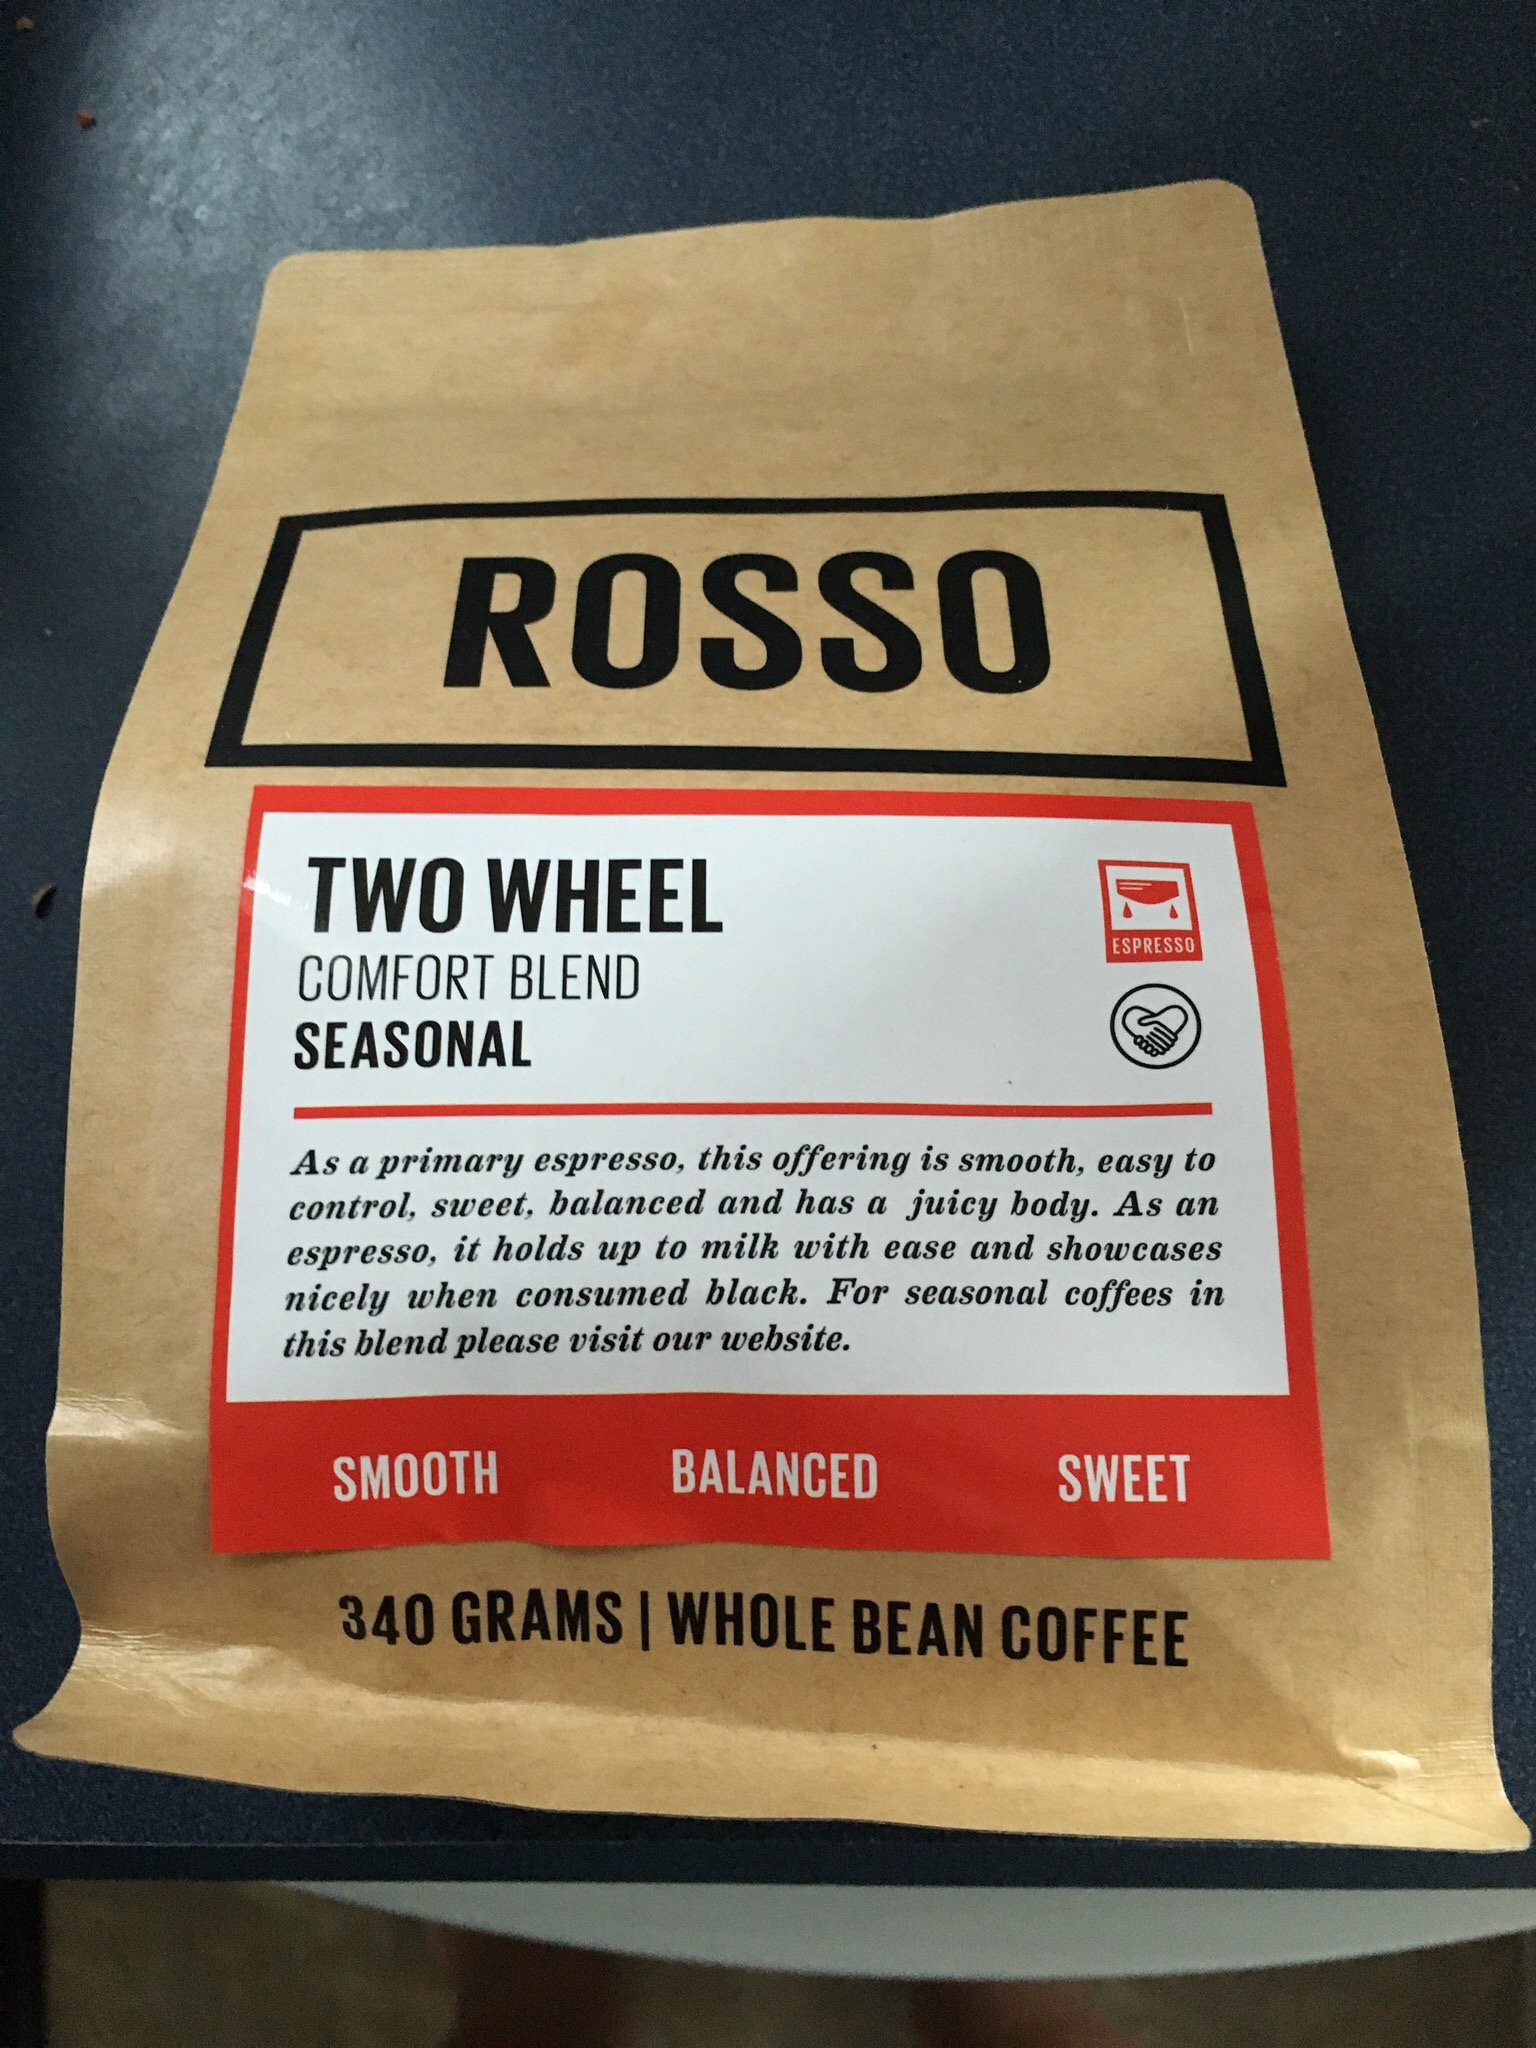 ROSSO
TWO WHEEL
COMFORT BLEND
SEASONAL
ESPRESSO
As a primary espresso, this offering is smooth, easy to
control, sweet, balanced and has a juicy body. As an
espresso, it holds up to milk with ease and showcases
nicely when consumed black. For seasonal coffees in
this blend please visit our website.
SMOOTH BALANCED SWEET
340 GRAMS | WHOLE BEAN COFFEE